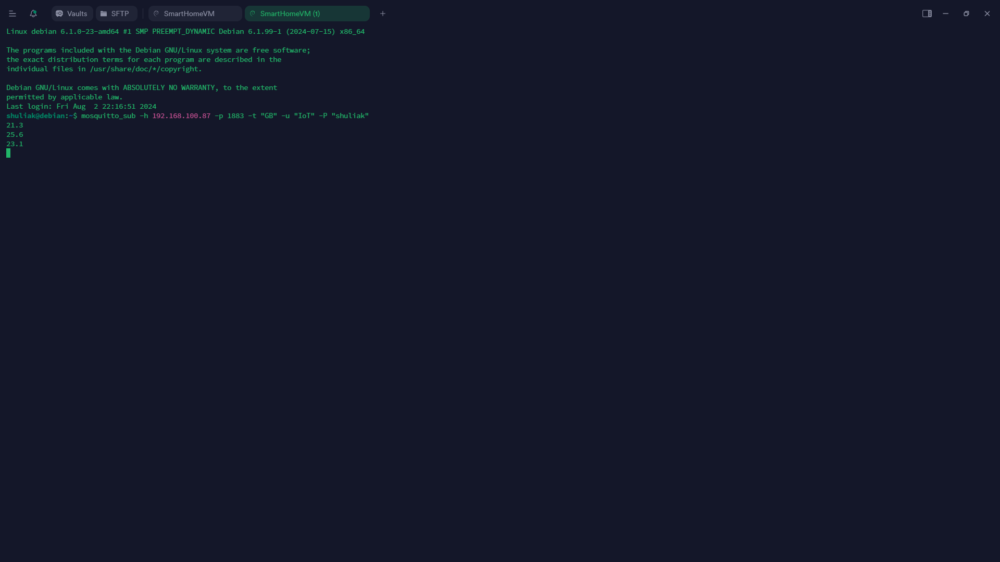 Vaults SFTP SmartHomeVM SmartHomeVM (1)
Linux debian 6.1.0-23-amd64 #1 SMP PREEMPT_DYNAMIC Debian 6.1.99-1 (2024-07-15) x86_64
The programs included with the Debian GNU/Linux system are free software;
the exact distribution terms for each program are described in the
individual files in /usr/share/doc/*/copyright.
Debian GNU/Linux comes with ABSOLUTELY NO WARRANTY, to the extent
permitted by applicable law.
Last login: Fri Aug  2 22:16:51 2024
shuliak@debian:~$ mosquitto_sub -h 192.168.100.87 -p 1883 -t "GB" -u "IoT" -P "shuliak"
21.3
25.6
23.1